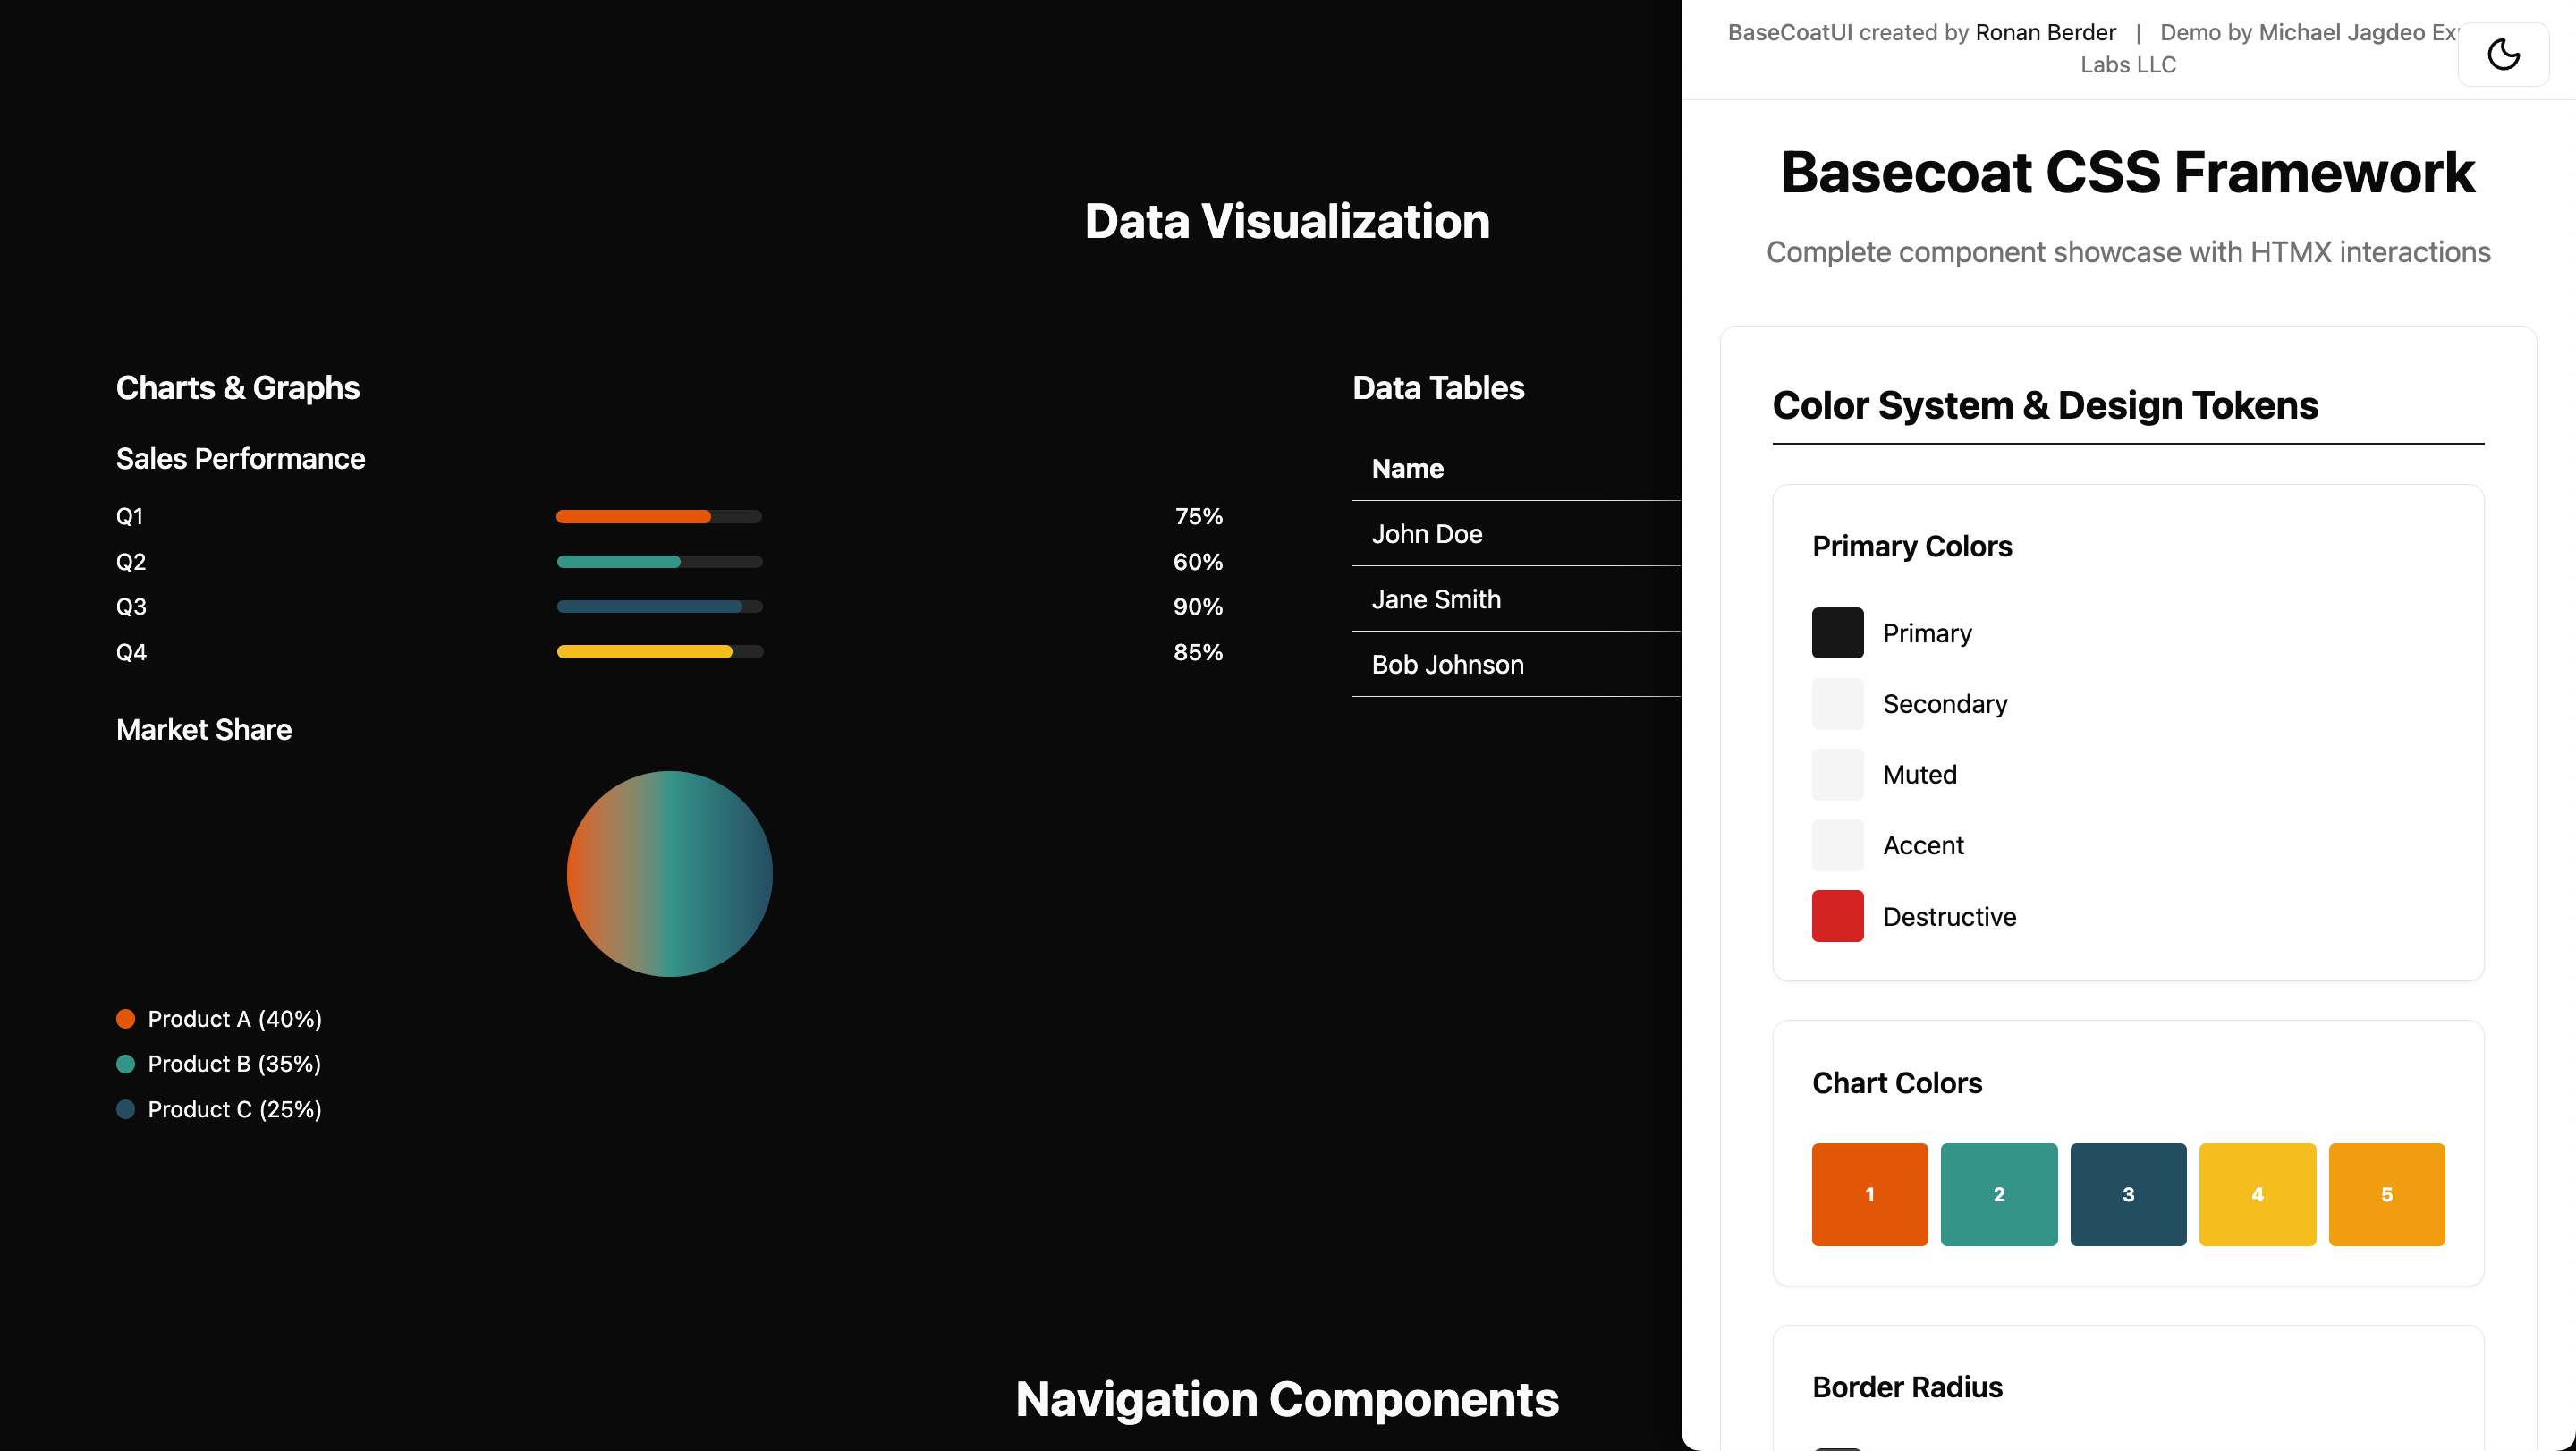 Data Visualization
Charts & Graphs
Sales Performance
Q1 75%
Q2 60%
Q3 90%
Q4 85%
Market Share
Product A (40%)
Product B (35%)
Product C (25%)
Data Tables
Name
John Doe
Jane Smith
Bob Johnson
Navigation Components
BaseCoatUI created by Ronan Berder | Demo by Michael Jagdeo
Labs LLC
Basecoat CSS Framework
Complete component showcase with HTMX interactions
Color System & Design Tokens
Primary Colors
Primary
Secondary
Muted
Accent
Destructive
Chart Colors
1 2 3 4 5
Border Radius